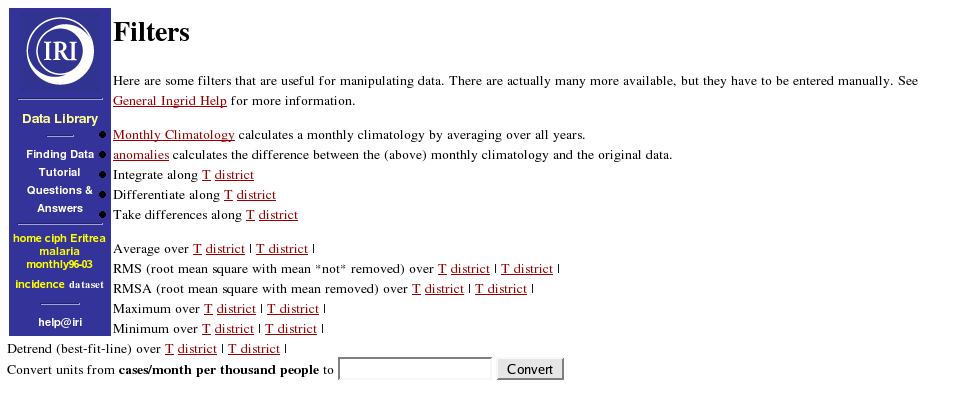 IRI
Data Library
Finding Data
Tutorial
Questions &
Answers
home ciph Eritrea
malaria
monthly96-03
incidence dataset
help@iri
Filters
Here are some filters that are useful for manipulating data. There are actually many more available, but they have to be entered manually. See
General Ingrid Help for more information.
Monthly Climatology calculates a monthly climatology by averaging over all years.
anomalies calculates the difference between the (above) monthly climatology and the original data.
Integrate along T district
Differentiate along T district
Take differences along T district
Average over T district | T district |
RMS (root mean square with mean *not* removed) over T district | T district |
RMSA (root mean square with mean removed) over T district | T district |
Maximum over T district | T district |
Minimum over T district | T district |
Detrend (best-fit-line) over T district | T district |
Convert units from cases/month per thousand people to Convert